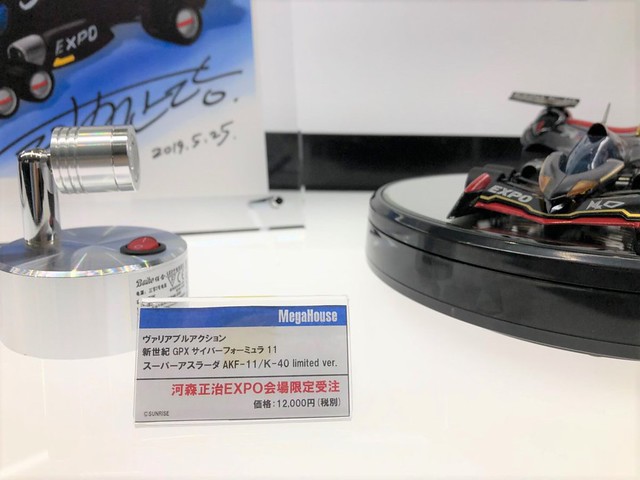 EXPO
2019.5.25.
EXPO
MegaHouse
ヴァリアブルアクション
新世紀 GPX サイバーフォーミュラ 11
スーパーアスラーダ AKF-11/K-40 limited ver.
河森正治EXPO会場限定受注
価格:12,000円(税別)
©SUNRISE